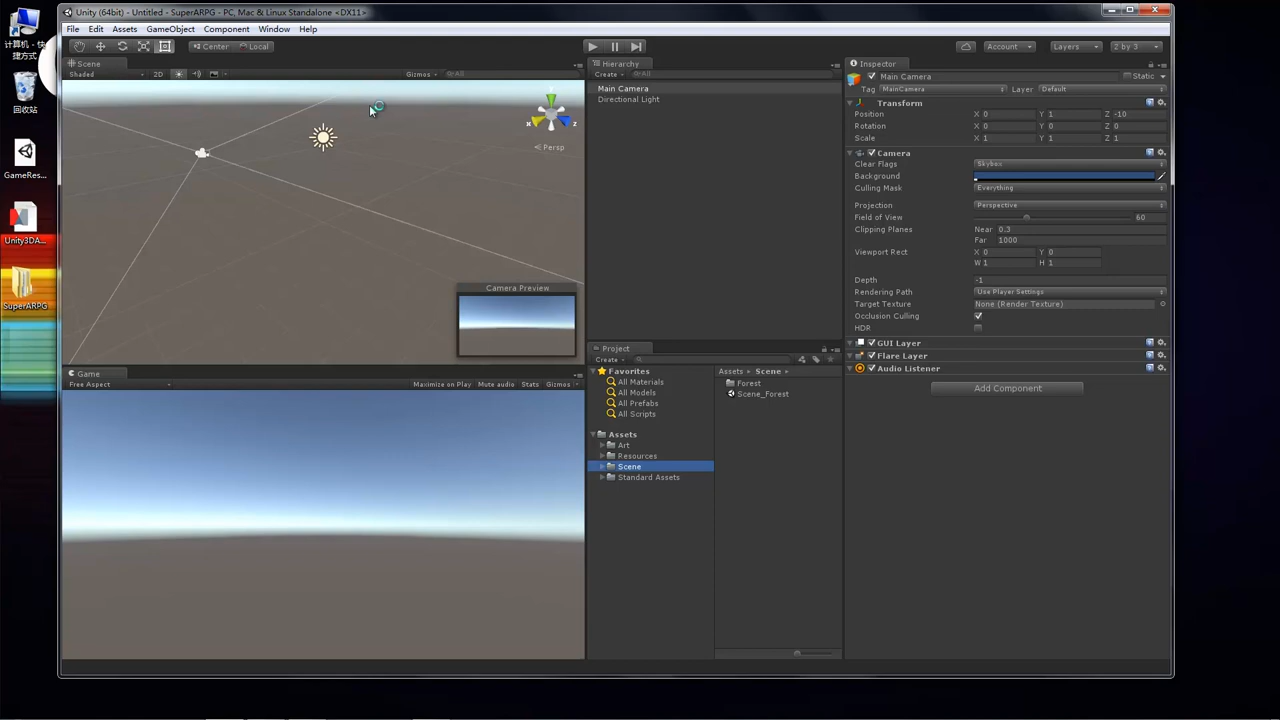 Unity (64bit) - Untitled - SuperARPG - PC, Mac & Linux Standalone <DX11>
File Edit Assets GameObject Component Window Help
Center Local Account Layers 2 by 3
计算机 - 快捷方式
回收站
GameRes...
Unity3DA...
SuperARPG
Scene
Shaded 2D Gizmos All
x z
Persp
Camera Preview
Game
Free Aspect Maximize on Play Mute audio Stats Gizmos
Hierarchy
Create All
Main Camera
Directional Light
Project
Create
Favorites
All Materials
All Models
All Prefabs
All Scripts
Assets
Art
Resources
Scene
Standard Assets
Assets Scene
Forest
Scene_Forest
Inspector
Main Camera Static
Tag MainCamera Layer Default
Transform
Position X 0 Y 1 Z -10
Rotation X 0 Y 0 Z 0
Scale X 1 Y 1 Z 1
Camera
Clear Flags Skybox
Background
Culling Mask Everything
Projection Perspective
Field of View 60
Clipping Planes Near 0.3
Far 1000
Viewport Rect X 0 Y 0
W 1 H 1
Depth -1
Rendering Path Use Player Settings
Target Texture None (Render Texture)
Occlusion Culling
HDR
GUI Layer
Flare Layer
Audio Listener
Add Component